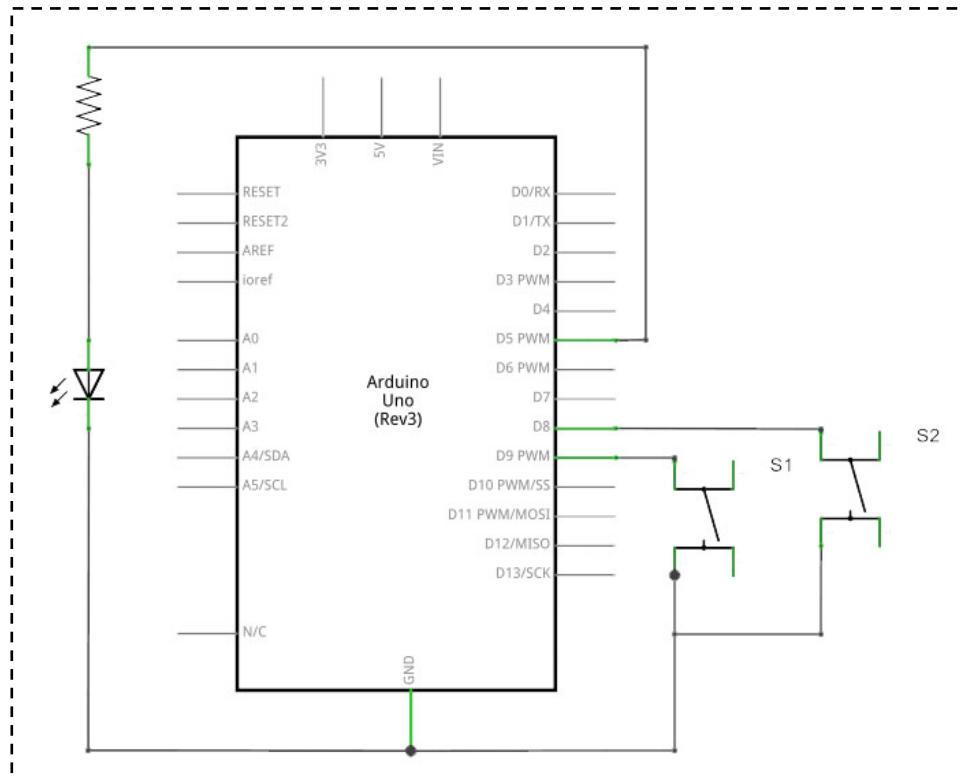 3V3
5V
VIN
RESET
RESET2
AREF
ioref
A0
A1
A2
A3
A4/SDA
A5/SCL
N/C
Arduino
Uno
(Rev3)
D0/RX
D1/TX
D2
D3 PWM
D4
D5 PWM
D6 PWM
D7
D8
D9 PWM
D10 PWM/SS
D11 PWM/MOSI
D12/MISO
D13/SCK
GND
S1
S2